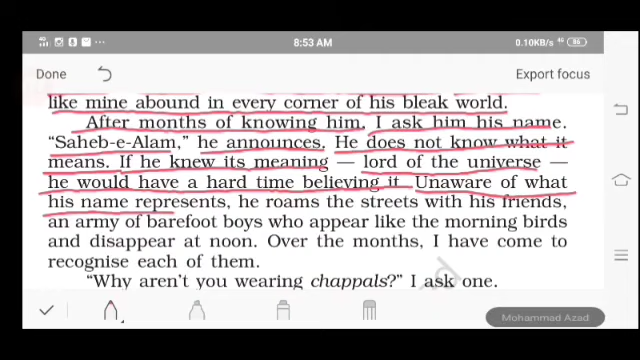 8:53 AM
0.10KB/s 4G 86
Done
Export focus
like mine abound in every corner of his bleak world.
After months of knowing him, I ask him his name.
“Saheb-e-Alam,” he announces. He does not know what it
means. If he knew its meaning — lord of the universe —
he would have a hard time believing it. Unaware of what
his name represents, he roams the streets with his friends,
an army of barefoot boys who appear like the morning birds
and disappear at noon. Over the months, I have come to
recognise each of them.
“Why aren’t you wearing chappals?” I ask one.
Mohammad Azad